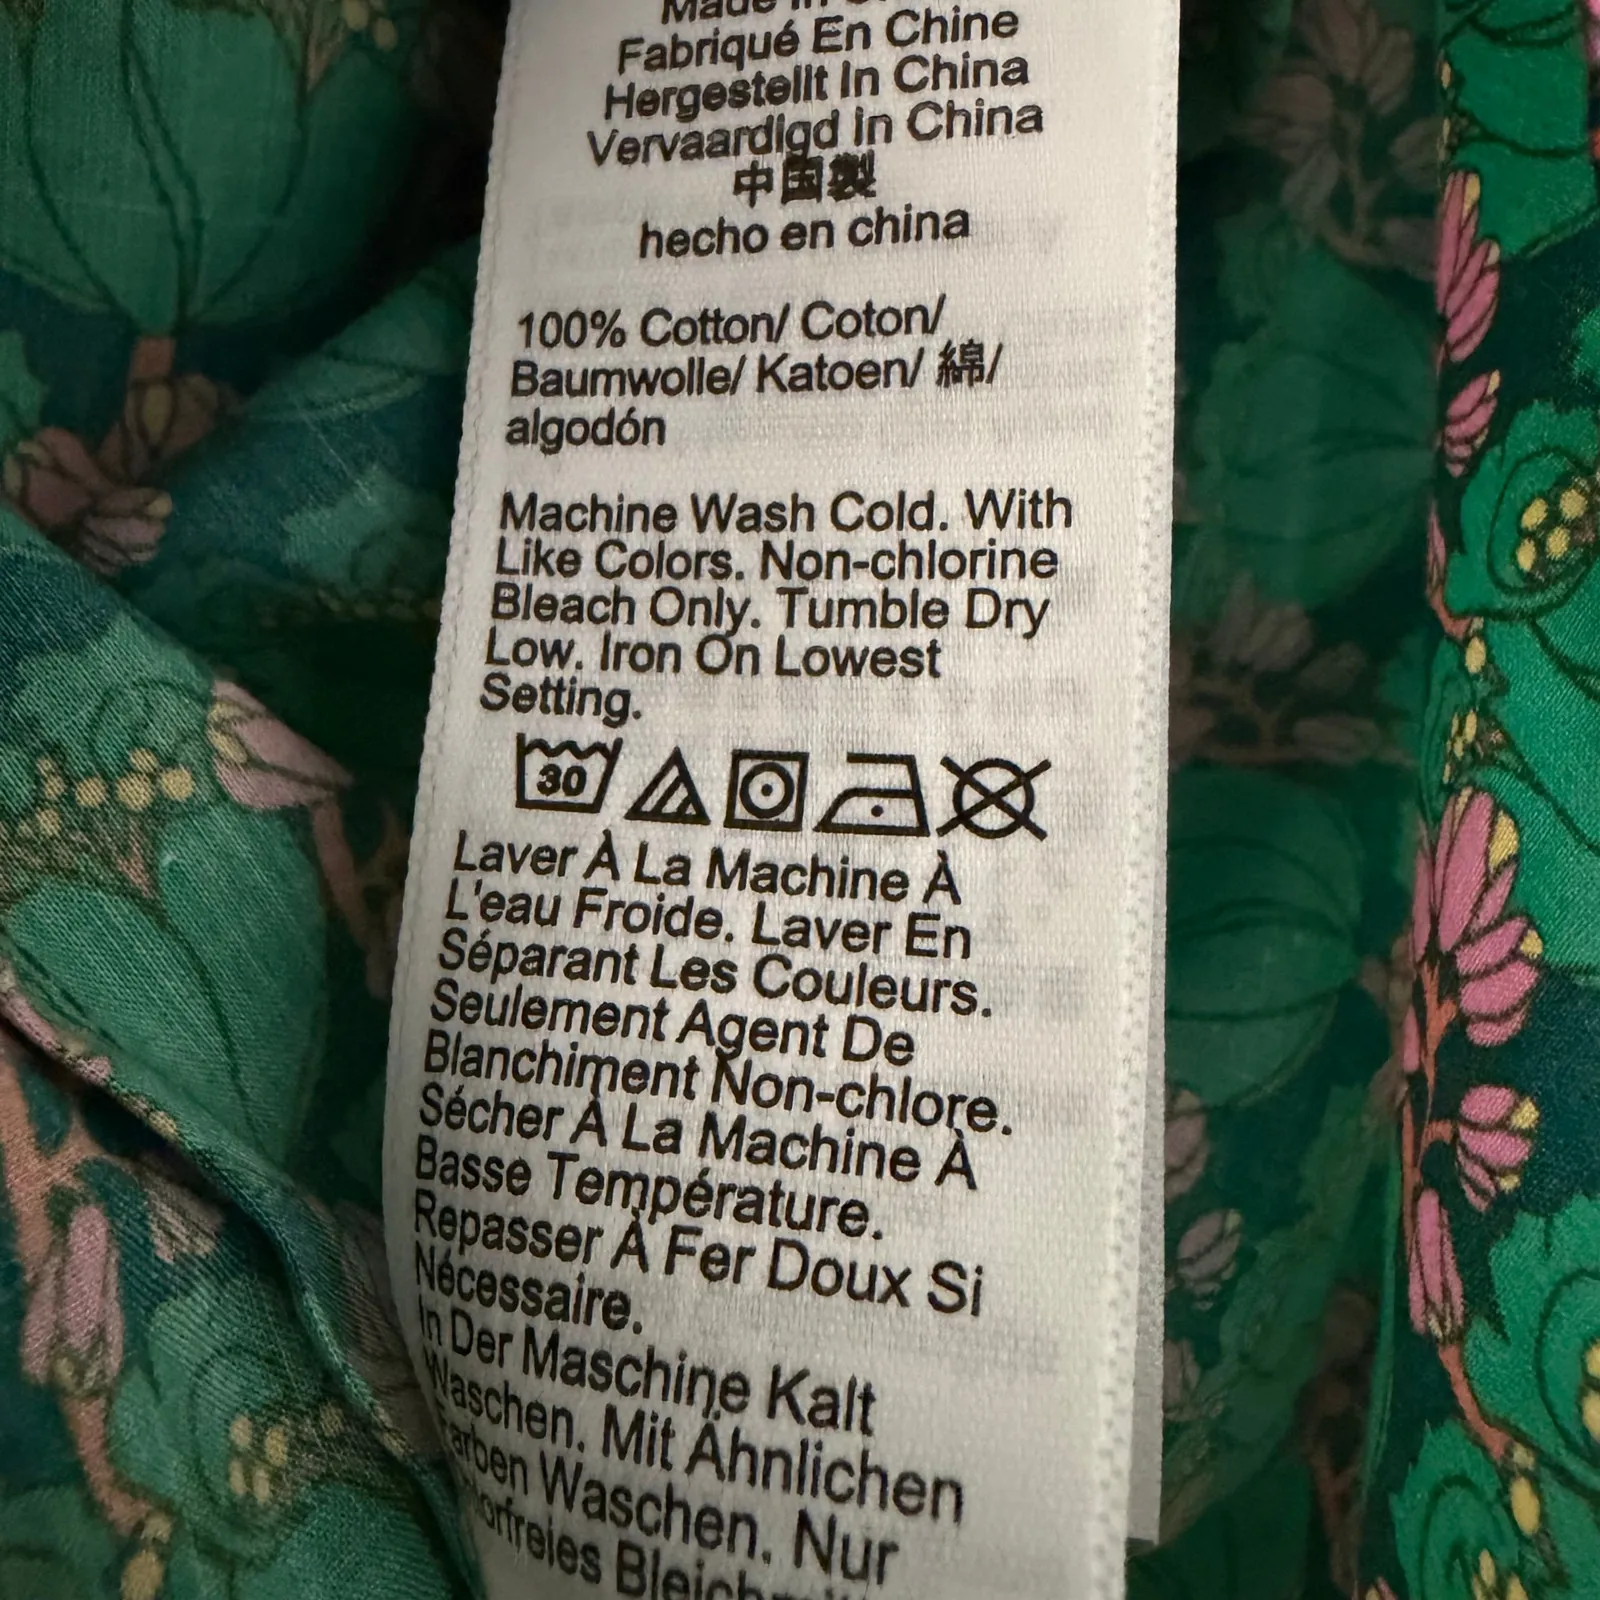 Made In
Fabriqué En Chine
Hergestellt In China
Vervaardigd in China
中国製
hecho en china
100% Cotton/ Coton/
Baumwolle/ Katoen/ 綿/
algodón
Machine Wash Cold. With
Like Colors. Non-chlorine
Bleach Only. Tumble Dry
Low. Iron On Lowest
Setting.
30
Laver À La Machine À
L'eau Froide. Laver En
Séparant Les Couleurs.
Seulement Agent De
Blanchiment Non-chlore.
Sécher À La Machine À
Basse Température.
Repasser À Fer Doux Si
Nécessaire.
In Der Maschine Kalt
Waschen. Mit Ähnlichen
Farben Waschen. Nur